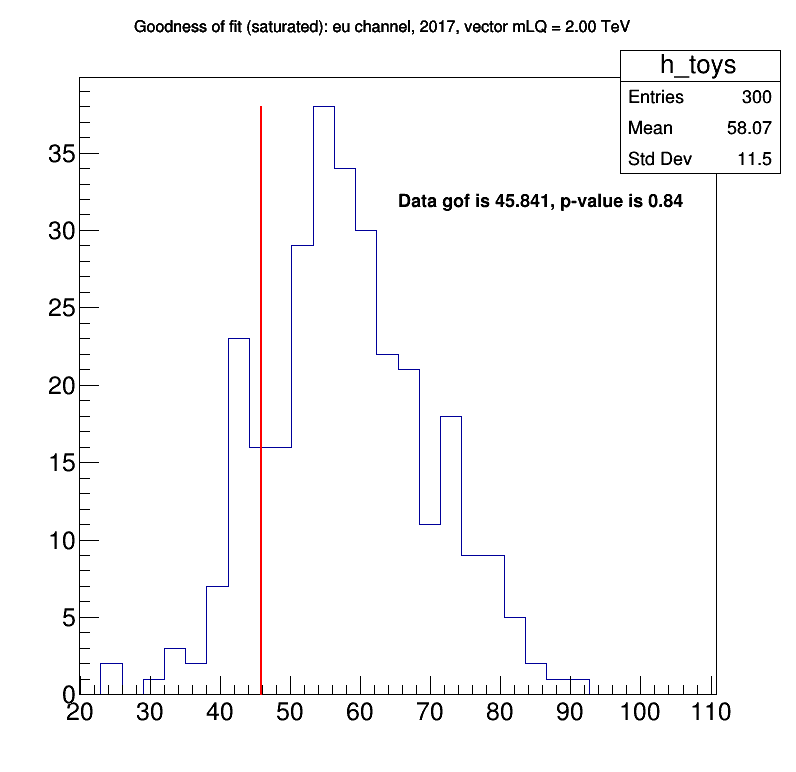 Goodness of fit (saturated): eu channel, 2017, vector mLQ = 2.00 TeV
h_toys
Entries 300
Mean 58.07
Std Dev 11.5
Data gof is 45.841, p-value is 0.84
35
30
25
20
15
10
5
0
20 30 40 50 60 70 80 90 100 110